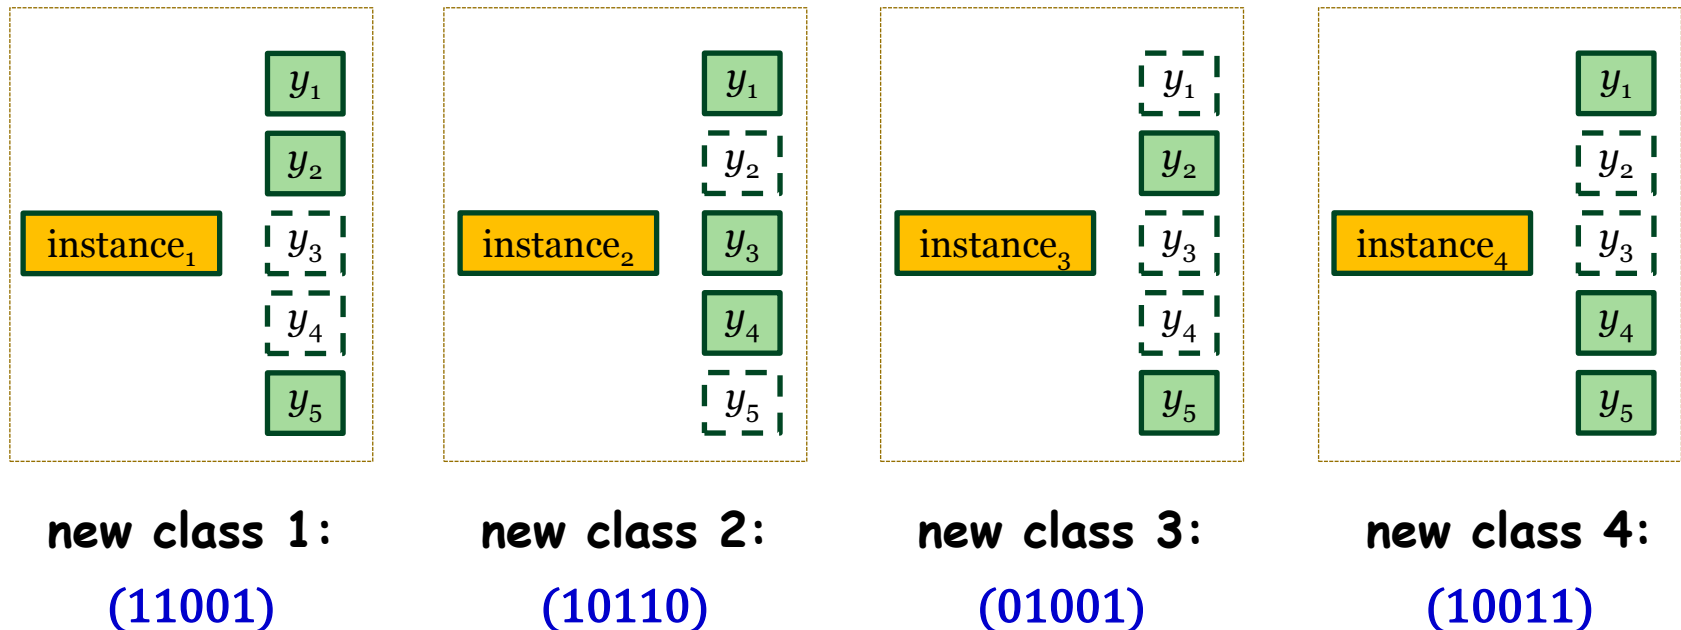 y₁
y₂
instance₁
y₃
y₄
y₅
new class 1:
(11001)
y₁
y₂
instance₂
y₃
y₄
y₅
new class 2:
(10110)
y₁
y₂
instance₃
y₃
y₄
y₅
new class 3:
(01001)
y₁
y₂
instance₄
y₃
y₄
y₅
new class 4:
(10011)